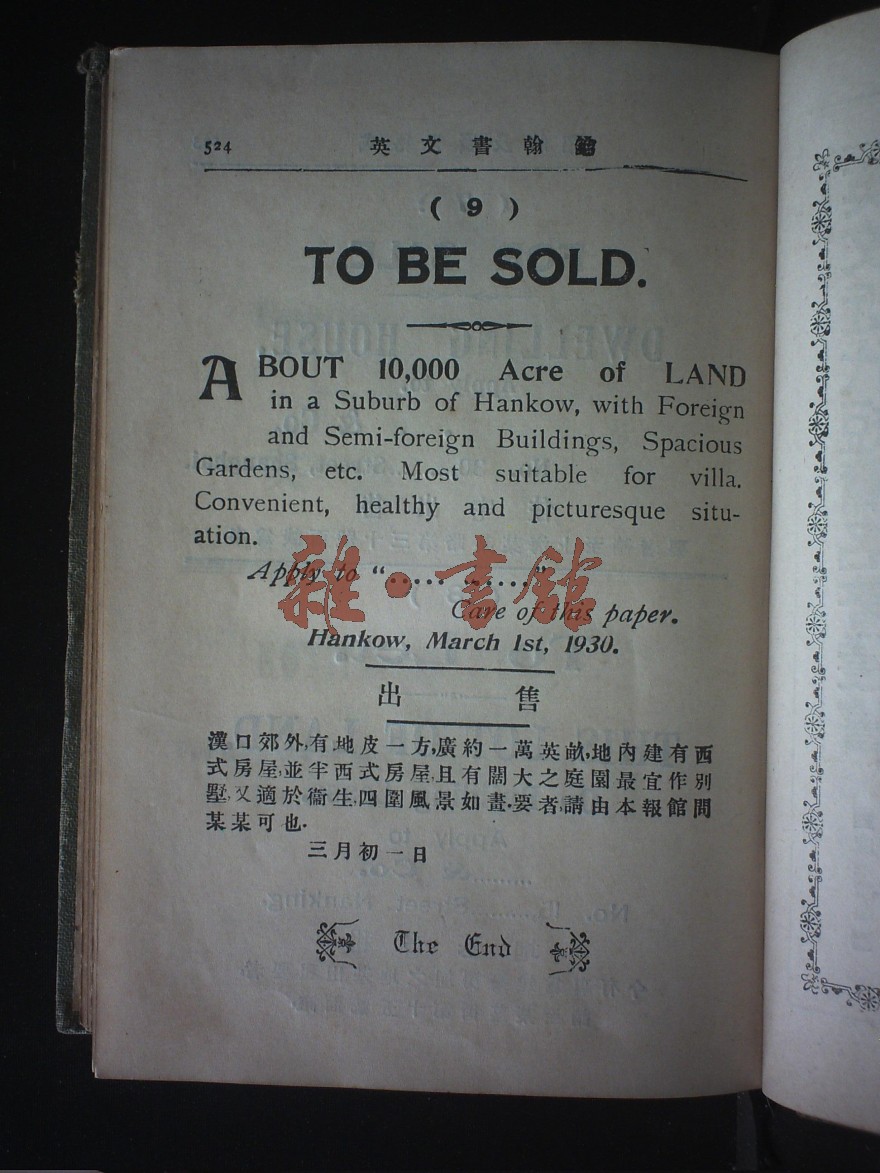 524 英文書翰鑰
( 9 )
TO BE SOLD.
ABOUT 10,000 Acre of LAND
in a Suburb of Hankow, with Foreign
and Semi-foreign Buildings, Spacious
Gardens, etc. Most suitable for villa.
Convenient, healthy and picturesque situ-
ation.
雜·書館
Apply to “..... ......”
Care of this paper.
Hankow, March 1st, 1930.
出 售
漢口郊外,有地皮一方,廣約一萬英畝,地內建有西
式房屋,並半西式房屋,且有闊大之庭園最宜作別
墅,又適於衞生,四圍風景如畫.要者,請由本報館問
某某可也.
三月初一日
The End